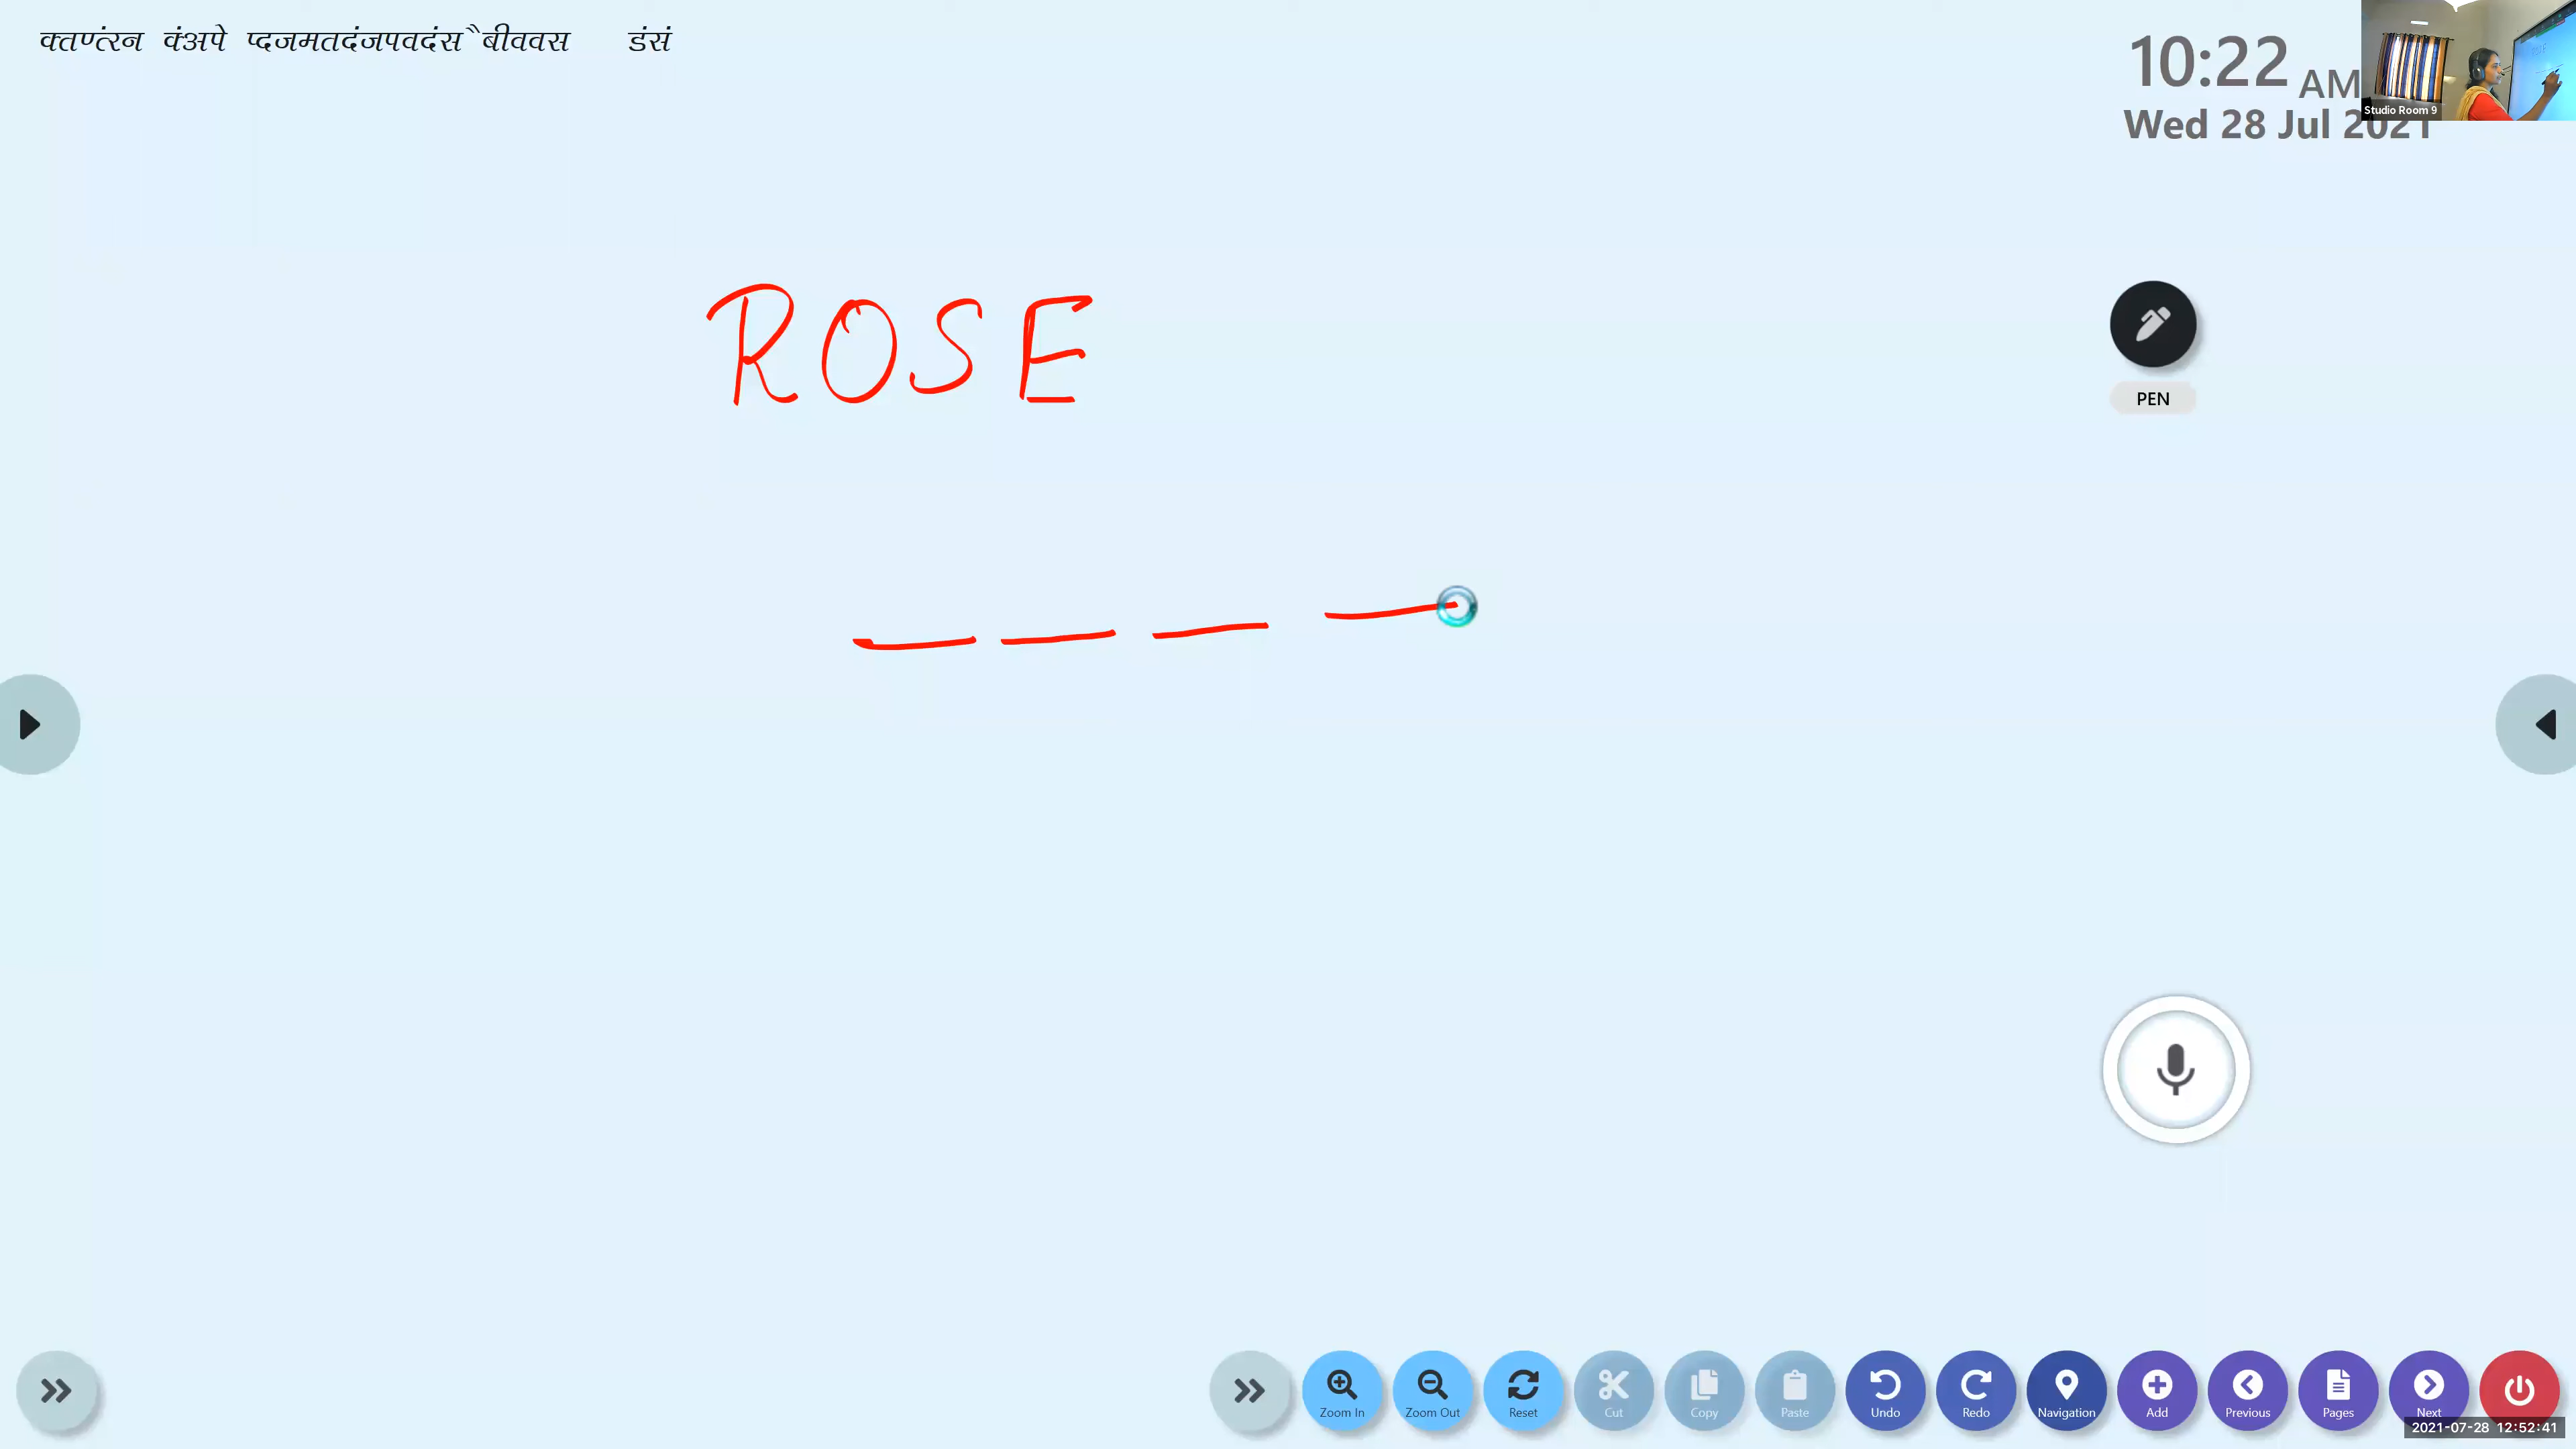 क्तण्त्ंरन क्ंअपे प्दजमतदंजपवदंस ैबीववस डंसं
10:22 AM
Studio Room 9
Wed 28 Jul 2021
ROSE
PEN
Zoom In Zoom Out Reset Cut Copy Paste Undo Redo Navigation Add Previous Pages Next
2021-07-28 12:52:41